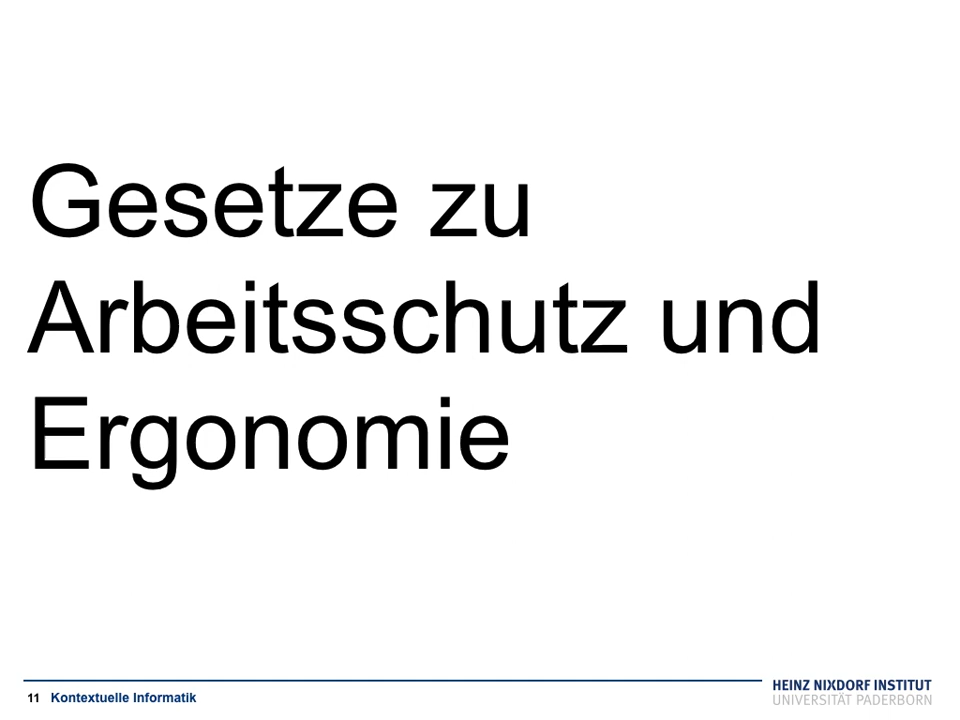 Gesetze zu
Arbeitsschutz und
Ergonomie
11 Kontextuelle Informatik
HEINZ NIXDORF INSTITUT
UNIVERSITÄT PADERBORN